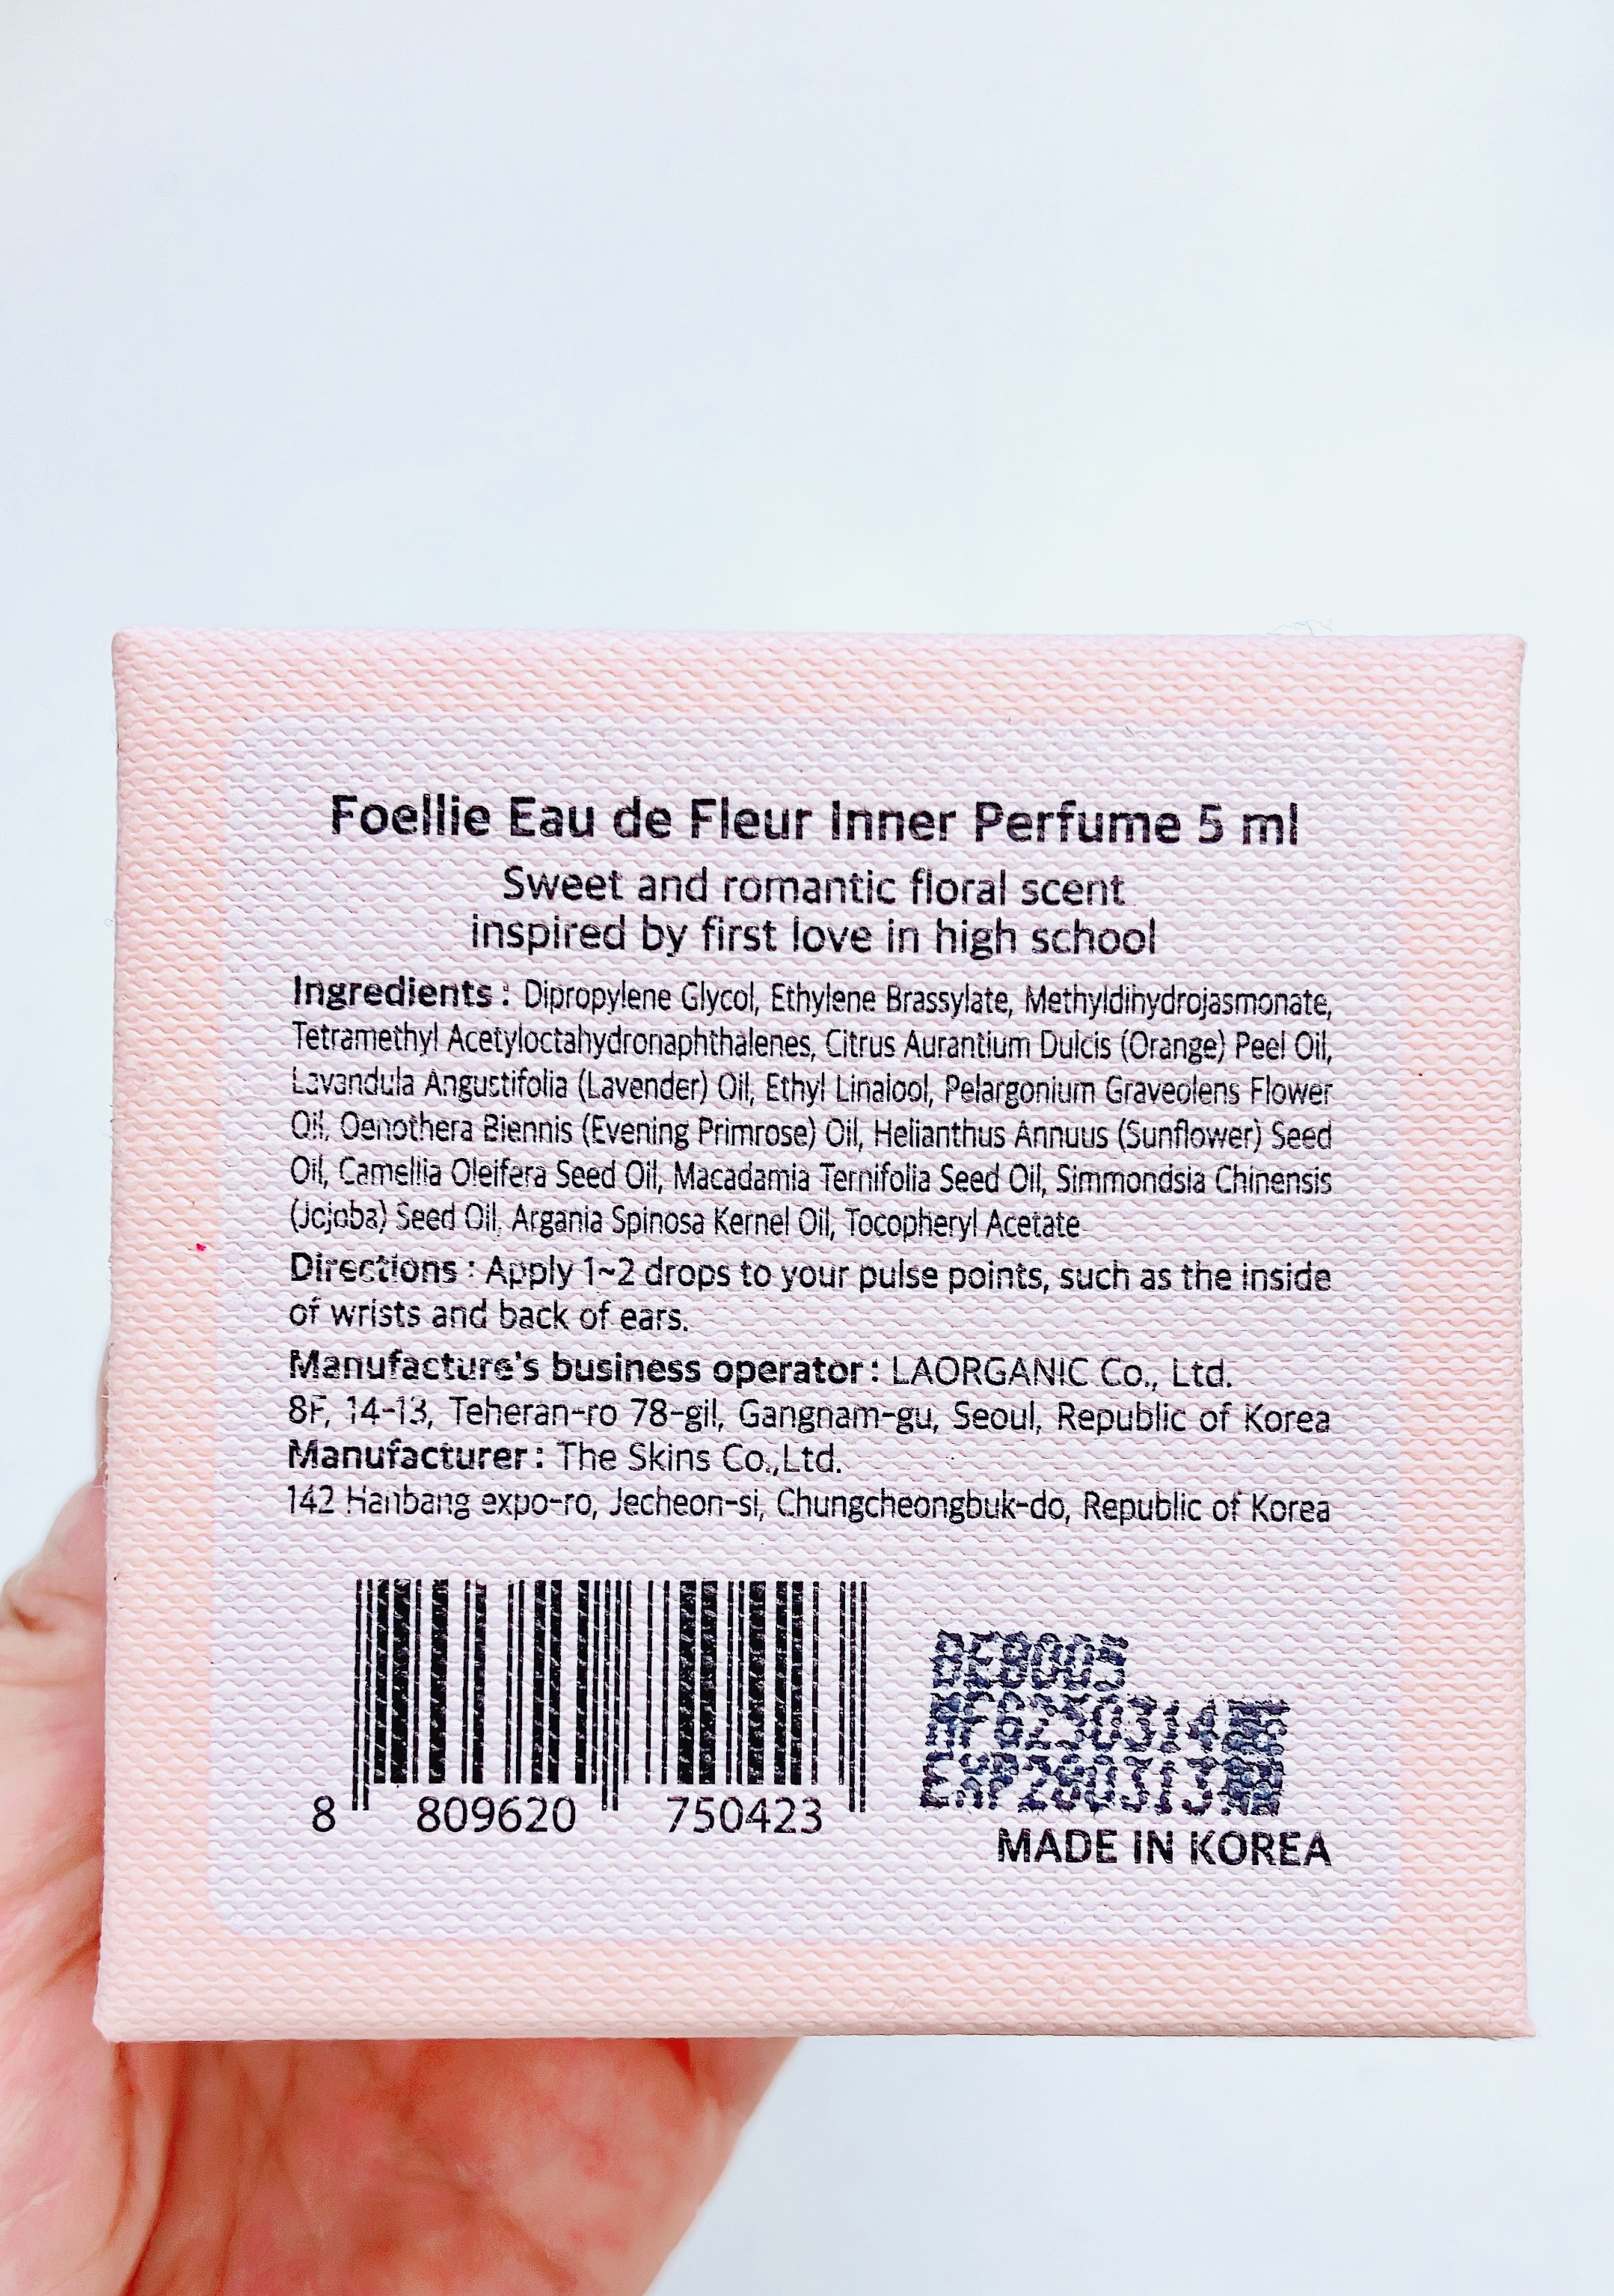 Foellie Eau de Fleur Inner Perfume 5 ml
Sweet and romantic floral scent
inspired by first love in high school
Ingredients : Dipropylene Glycol, Ethylene Brassylate, Methyldihydrojasmonate,
Tetramethyl Acetyloctahydronaphthalenes, Citrus Aurantium Dulcis (Orange) Peel Oil,
Lavandula Angustifolia (Lavender) Oil, Ethyl Linalool, Pelargonium Graveolens Flower
Oil, Oenothera Biennis (Evening Primrose) Oil, Helianthus Annuus (Sunflower) Seed
Oil, Camellia Oleifera Seed Oil, Macadamia Ternifolia Seed Oil, Simmondsia Chinensis
(Jojoba) Seed Oil, Argania Spinosa Kernel Oil, Tocopheryl Acetate
Directions : Apply 1~2 drops to your pulse points, such as the inside
of wrists and back of ears.
Manufacture's business operator : LAORGANIC Co., Ltd.
8F, 14-13, Teheran-ro 78-gil, Gangnam-gu, Seoul, Republic of Korea
Manufacturer : The Skins Co.,Ltd.
142 Hanbang expo-ro, Jecheon-si, Chungcheongbuk-do, Republic of Korea
8 809620 750423
MADE IN KOREA